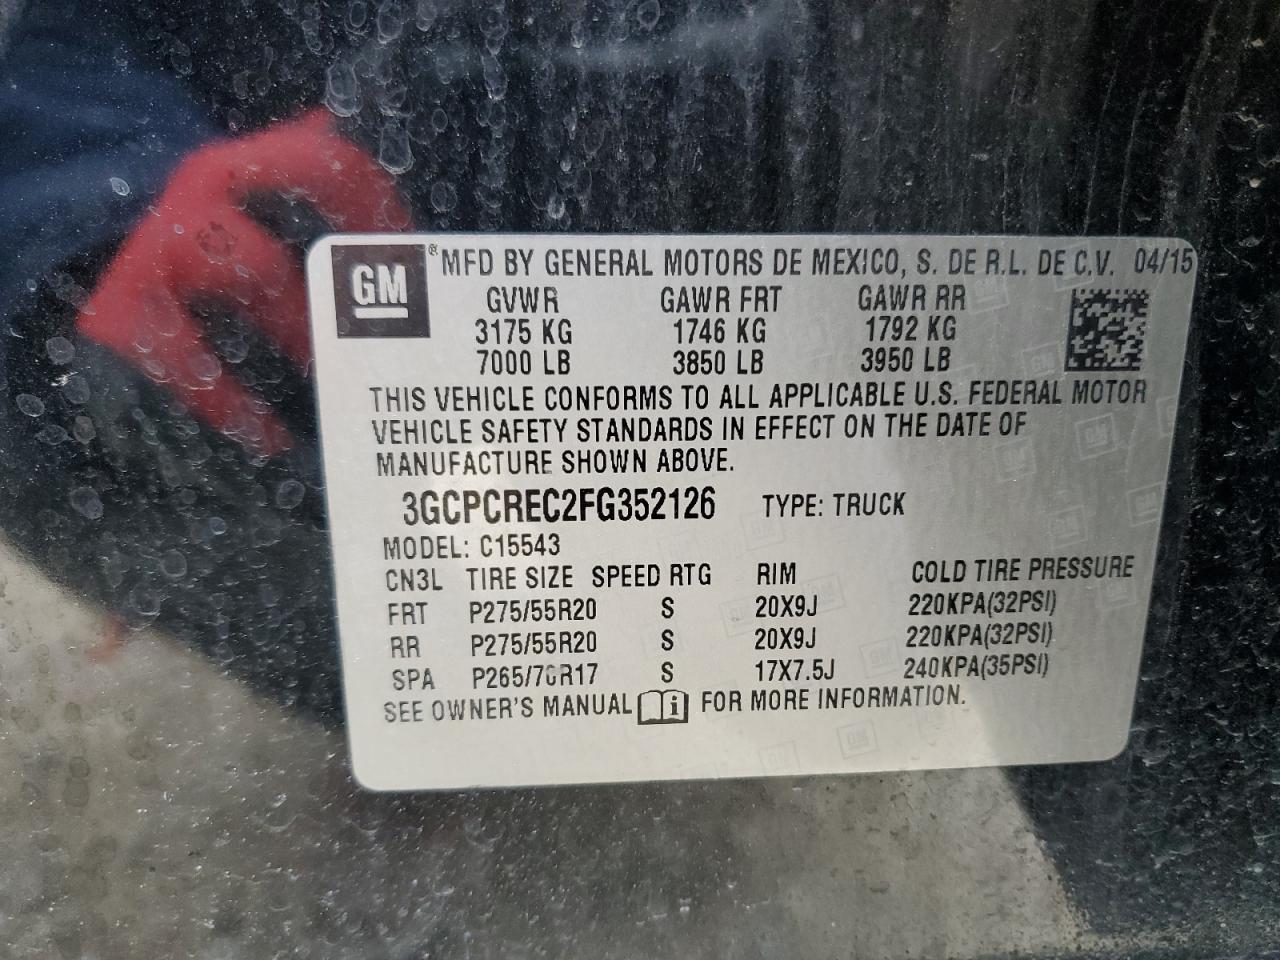 GM ® MFD BY GENERAL MOTORS DE MEXICO, S. DE R.L. DE C.V. 04/15
GVWR GAWR FRT GAWR RR
3175 KG 1746 KG 1792 KG
7000 LB 3850 LB 3950 LB
THIS VEHICLE CONFORMS TO ALL APPLICABLE U.S. FEDERAL MOTOR
VEHICLE SAFETY STANDARDS IN EFFECT ON THE DATE OF
MANUFACTURE SHOWN ABOVE.
3GCPCREC2FG352126 TYPE: TRUCK
MODEL: C15543
CN3L TIRE SIZE SPEED RTG RIM COLD TIRE PRESSURE
FRT P275/55R20 S 20X9J 220KPA(32PSI)
RR P275/55R20 S 20X9J 220KPA(32PSI)
SPA P265/70R17 S 17X7.5J 240KPA(35PSI)
SEE OWNER'S MANUAL i FOR MORE INFORMATION.